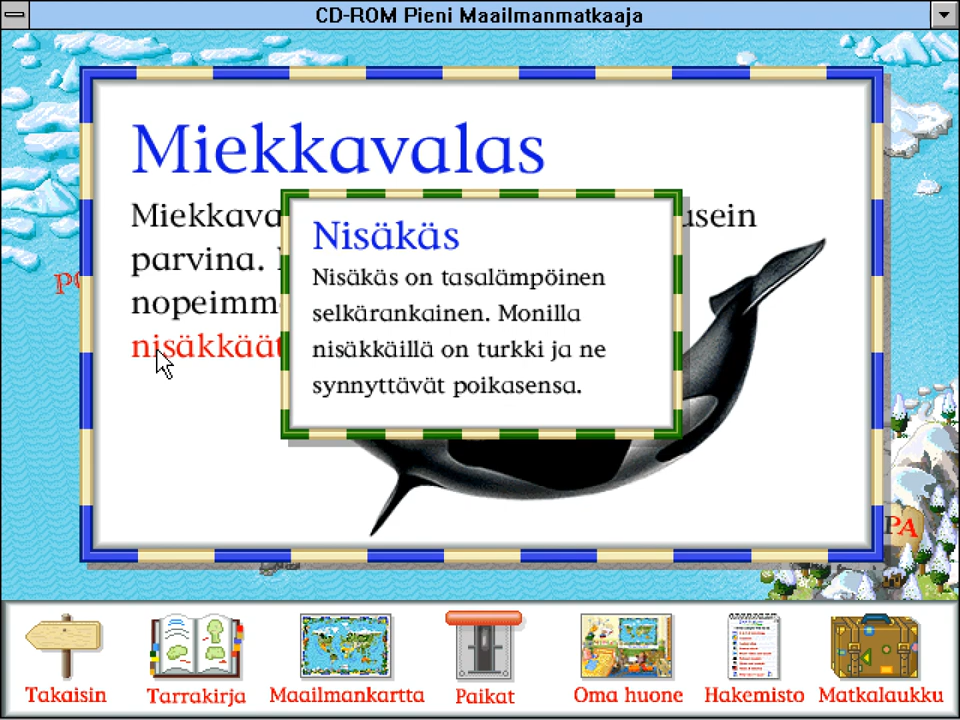 CD-ROM Pieni Maailmanmatkaaja
Miekkavalas
usein
parvina.
nopeimm
nisäkkäät
Nisäkäs
Nisäkäs on tasalämpöinen
selkärankainen. Monilla
nisäkkäillä on turkki ja ne
synnyttävät poikasensa.
PA
Takaisin
Tarrakirja
Maailmankartta
Paikat
Oma huone
Hakemisto
Matkalaukku